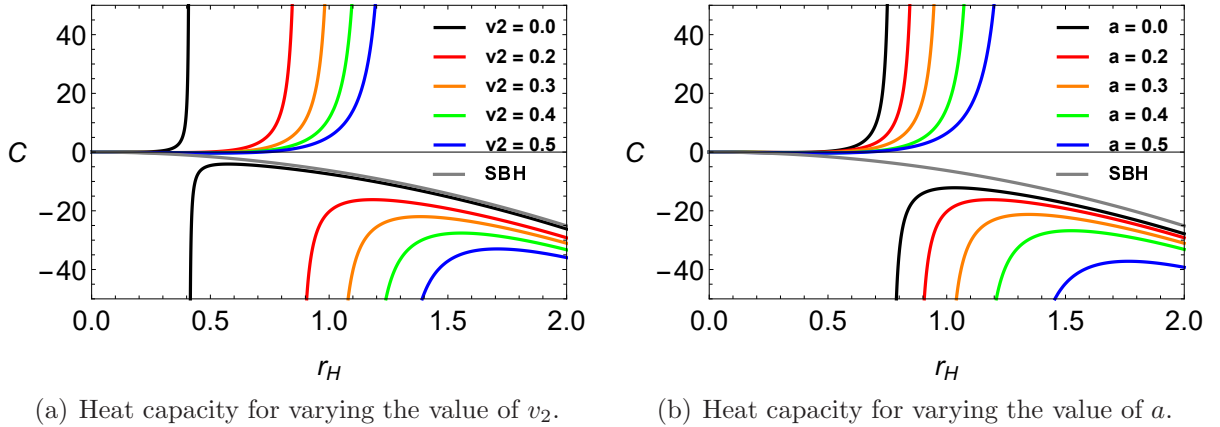 40
20
0
−20
−40
C
v2 = 0.0
v2 = 0.2
v2 = 0.3
v2 = 0.4
v2 = 0.5
SBH
0.0 0.5 1.0 1.5 2.0
r_H
(a) Heat capacity for varying the value of v₂.
40
20
0
−20
−40
C
a = 0.0
a = 0.2
a = 0.3
a = 0.4
a = 0.5
SBH
0.0 0.5 1.0 1.5 2.0
r_H
(b) Heat capacity for varying the value of a.